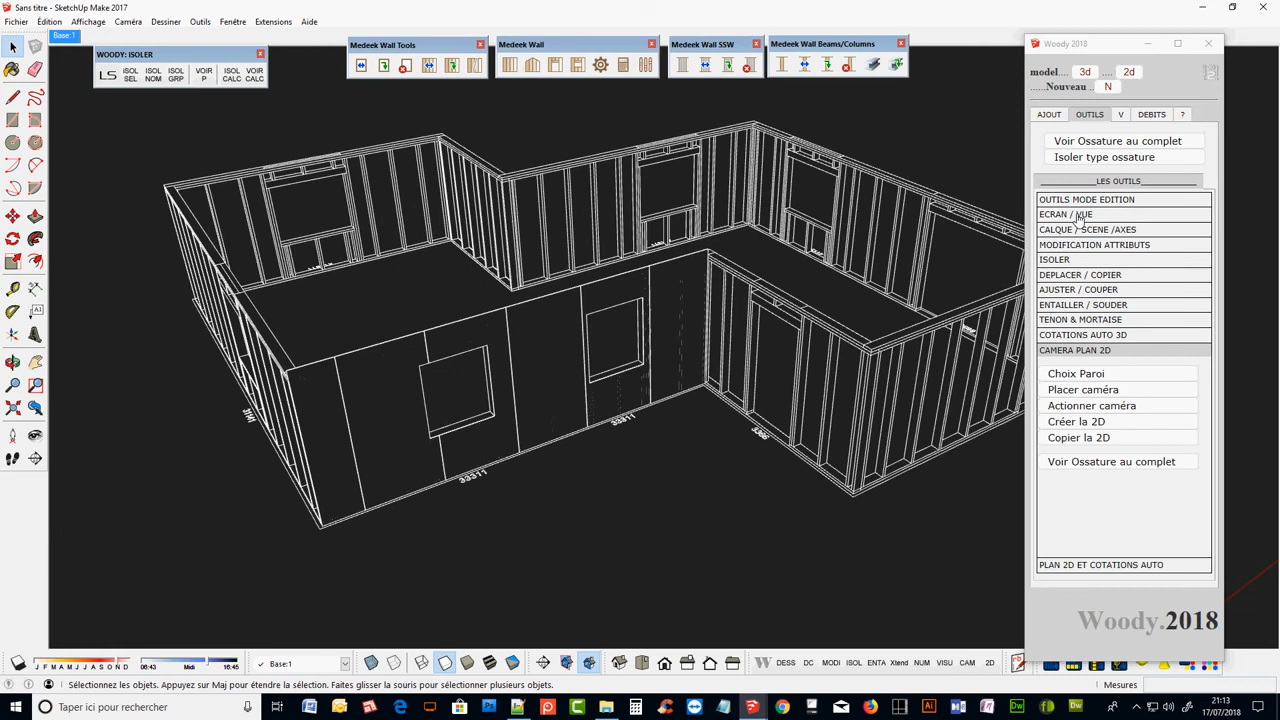 Sans titre - SketchUp Make 2017
Fichier Édition Affichage Caméra Dessiner Outils Fenêtre Extensions Aide
Base:1
WOODY: ISOLER
LS ISOL SEL ISOL NOM ISOL GRP VOIR P ISOL CALC VOIR CALC
Medeek Wall Tools
Medeek Wall
Medeek Wall SSW
Medeek Wall Beams/Columns
Woody 2018
model.... 3d .... 2d
......Nouveau .. N
AJOUT OUTILS V DEBITS ?
Voir Ossature au complet
Isoler type ossature
LES OUTILS
OUTILS MODE EDITION
ECRAN / VUE
CALQUE / SCENE /AXES
MODIFICATION ATTRIBUTS
ISOLER
DEPLACER / COPIER
AJUSTER / COUPER
ENTAILLER / SOUDER
TENON & MORTAISE
COTATIONS AUTO 3D
CAMERA PLAN 2D
Choix Paroi
Placer caméra
Actionner caméra
Créer la 2D
Copier la 2D
Voir Ossature au complet
PLAN 2D ET COTATIONS AUTO
Woody.2018
J F M A M J J A S O N D 06:43 Midi 16:45
Base:1
W DESS DC MODI ISOL ENTA Xtend NUM VISU CAM 2D
Sélectionnez les objets. Appuyez sur Maj pour étendre la sélection. Faites glisser la souris pour sélectionner plusieurs objets.
Mesures
Taper ici pour rechercher
21:13
17/07/2018